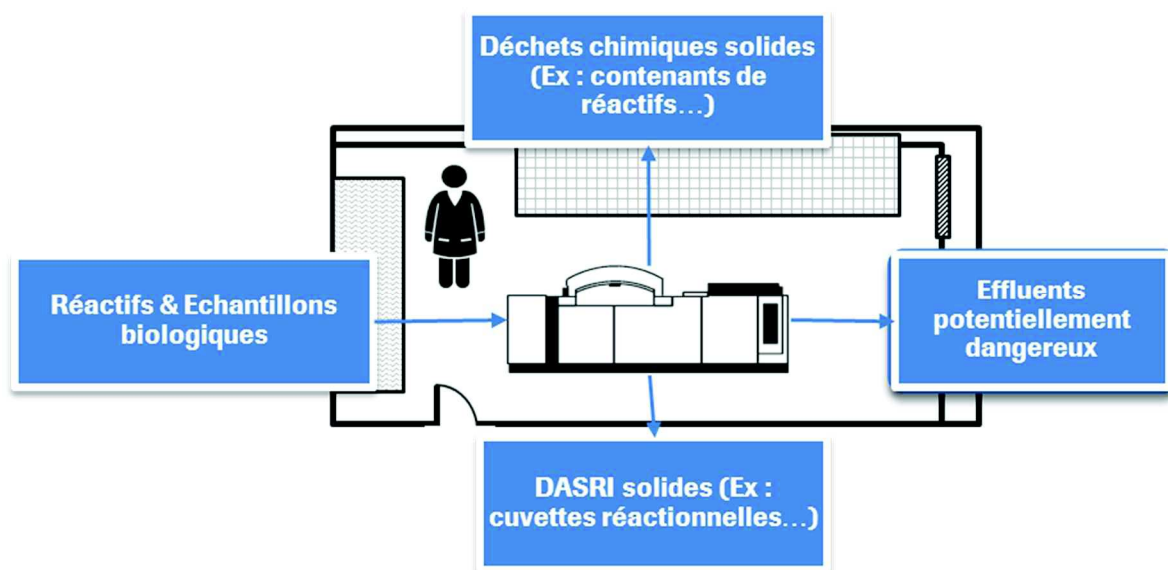 Déchets chimiques solides
(Ex : contenants de
réactifs...)
Réactifs & Echantillons
biologiques
Effluents
potentiellement
dangereux
DASRI solides (Ex :
cuvettes réactionnelles...)